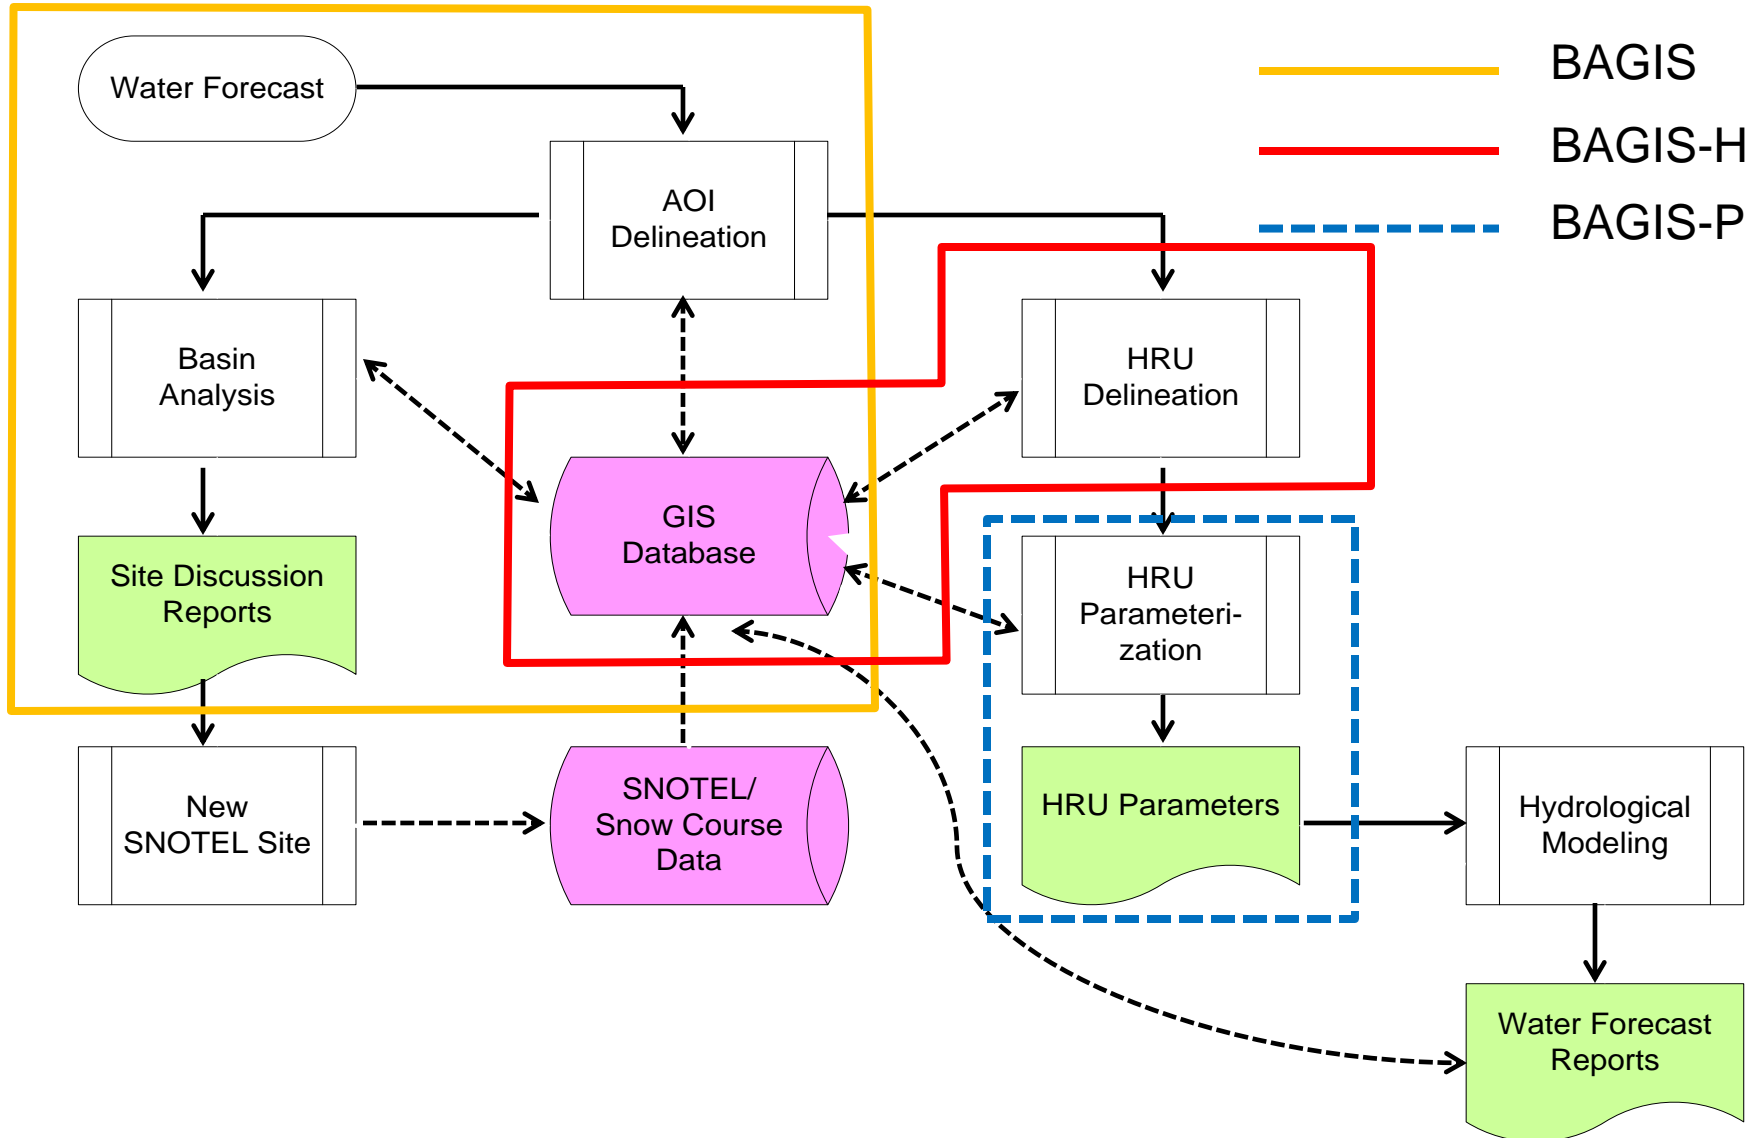 Water Forecast
BAGIS
BAGIS-H
BAGIS-P
AOI
Delineation
Basin
Analysis
HRU
Delineation
GIS
Database
Site Discussion
Reports
HRU
Parameteri-
zation
New
SNOTEL Site
SNOTEL/
Snow Course
Data
HRU Parameters
Hydrological
Modeling
Water Forecast
Reports